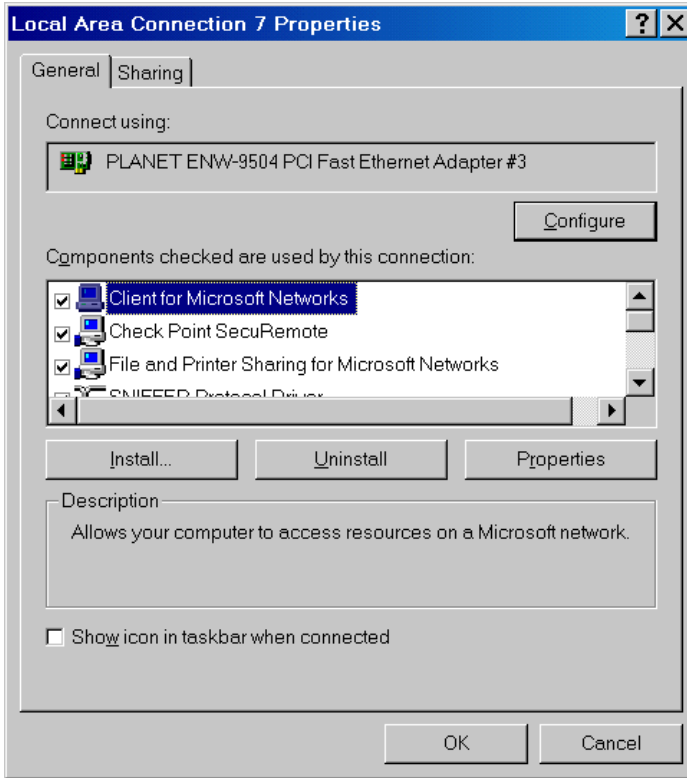 Local Area Connection 7 Properties
General
Sharing
Connect using:
PLANET ENW-9504 PCI Fast Ethernet Adapter #3
Configure
Components checked are used by this connection:
Client for Microsoft Networks
Check Point SecuRemote
File and Printer Sharing for Microsoft Networks
SNIFFER Protocol Driver
Install...
Uninstall
Properties
Description
Allows your computer to access resources on a Microsoft network.
Show icon in taskbar when connected
OK
Cancel